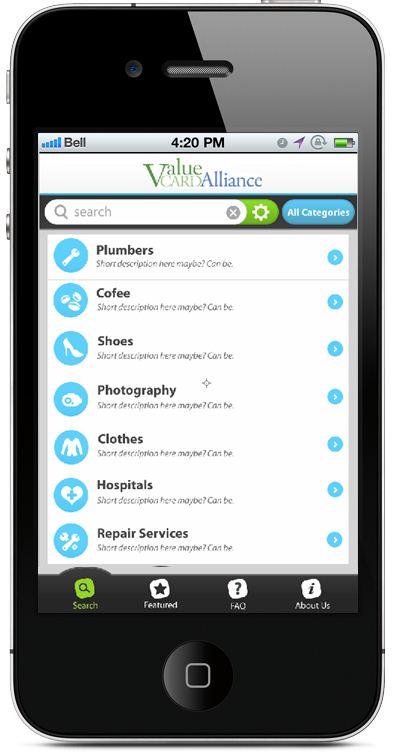 Bell 4:20 PM
Value
CARDAlliance
search All Categories
Plumbers
Short description here maybe? Can be.
Cofee
Short description here maybe? Can be.
Shoes
Short description here maybe? Can be.
Photography
Short description here maybe? Can be.
Clothes
Short description here maybe? Can be.
Hospitals
Short description here maybe? Can be.
Repair Services
Short description here maybe? Can be.
Search Featured FAQ About Us